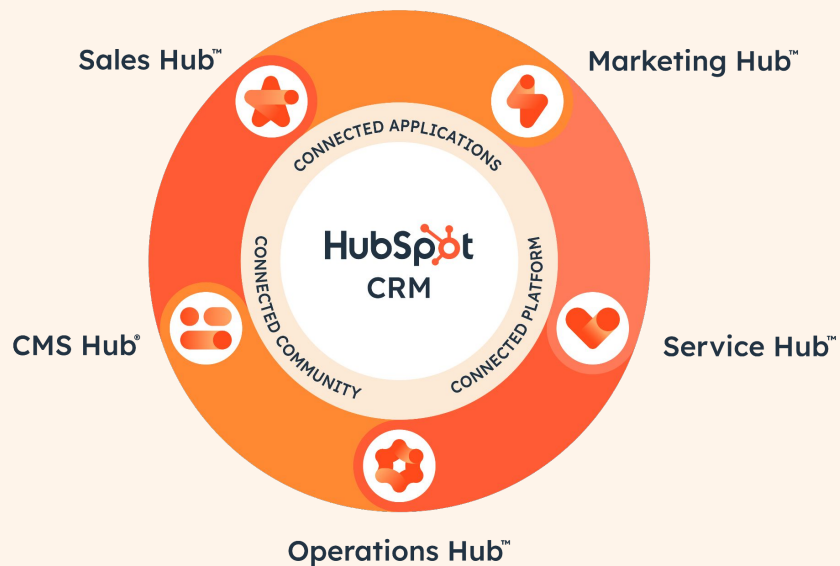 Sales Hub™
Marketing Hub™
CONNECTED APPLICATIONS
HubSpot
CRM
CONNECTED COMMUNITY
CONNECTED PLATFORM
CMS Hub®
Service Hub™
Operations Hub™